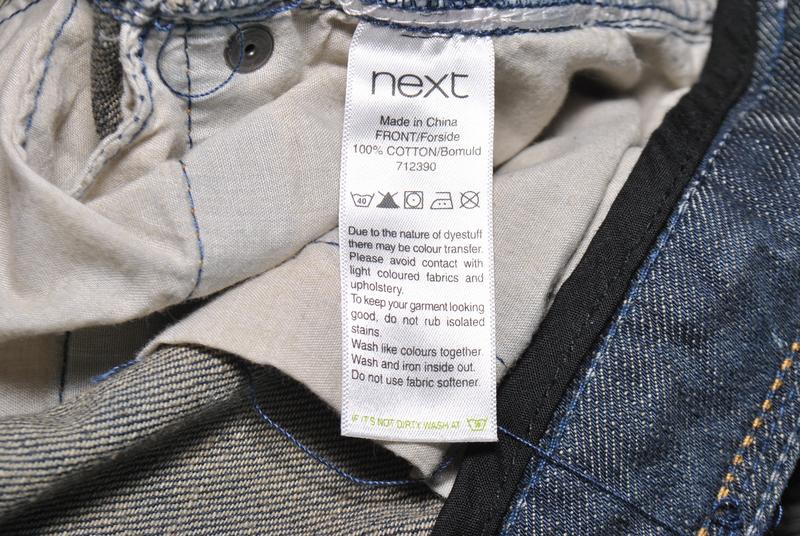 next
Made in China
FRONT/Forside
100% COTTON/Bomuld
712390
40
Due to the nature of dyestuff
there may be colour transfer.
Please avoid contact with
light coloured fabrics and
upholstery.
To keep your garment looking
good, do not rub isolated
stains.
Wash like colours together.
Wash and iron inside out.
Do not use fabric softener.
IF IT'S NOT DIRTY WASH AT